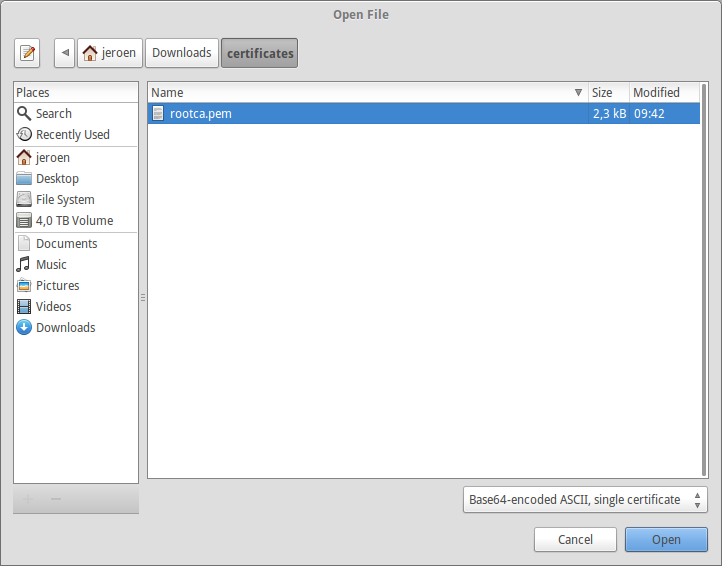 Open File
jeroen Downloads certificates
Places
Search
Recently Used
jeroen
Desktop
File System
4,0 TB Volume
Documents
Music
Pictures
Videos
Downloads
Name Size Modified
rootca.pem 2,3 kB 09:42
Base64-encoded ASCII, single certificate
Cancel Open